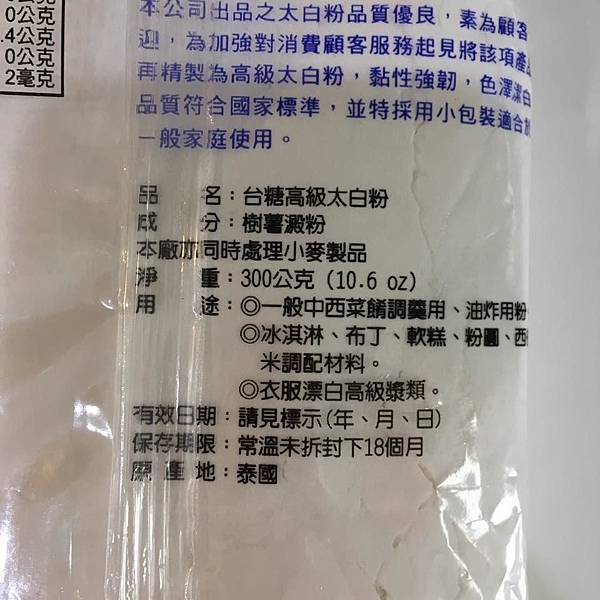 0公克
.4公克
0公克
2毫克
本公司出品之太白粉品質優良，素為顧客
迎，為加強對消費顧客服務起見將該項產品
再精製為高級太白粉，黏性強韌，色澤潔白
品質符合國家標準，並特採用小包裝適合於
一般家庭使用。
品　名：台糖高級太白粉
成　分：樹薯澱粉
本廠亦同時處理小麥製品
淨　重：300公克(10.6 oz)
用　途：◎一般中西菜餚調羹用、油炸用粉
◎冰淇淋、布丁、軟糕、粉圓、西
米調配材料。
◎衣服漂白高級漿類。
有效日期：請見標示(年、月、日)
保存期限：常溫未拆封下18個月
原產地：泰國